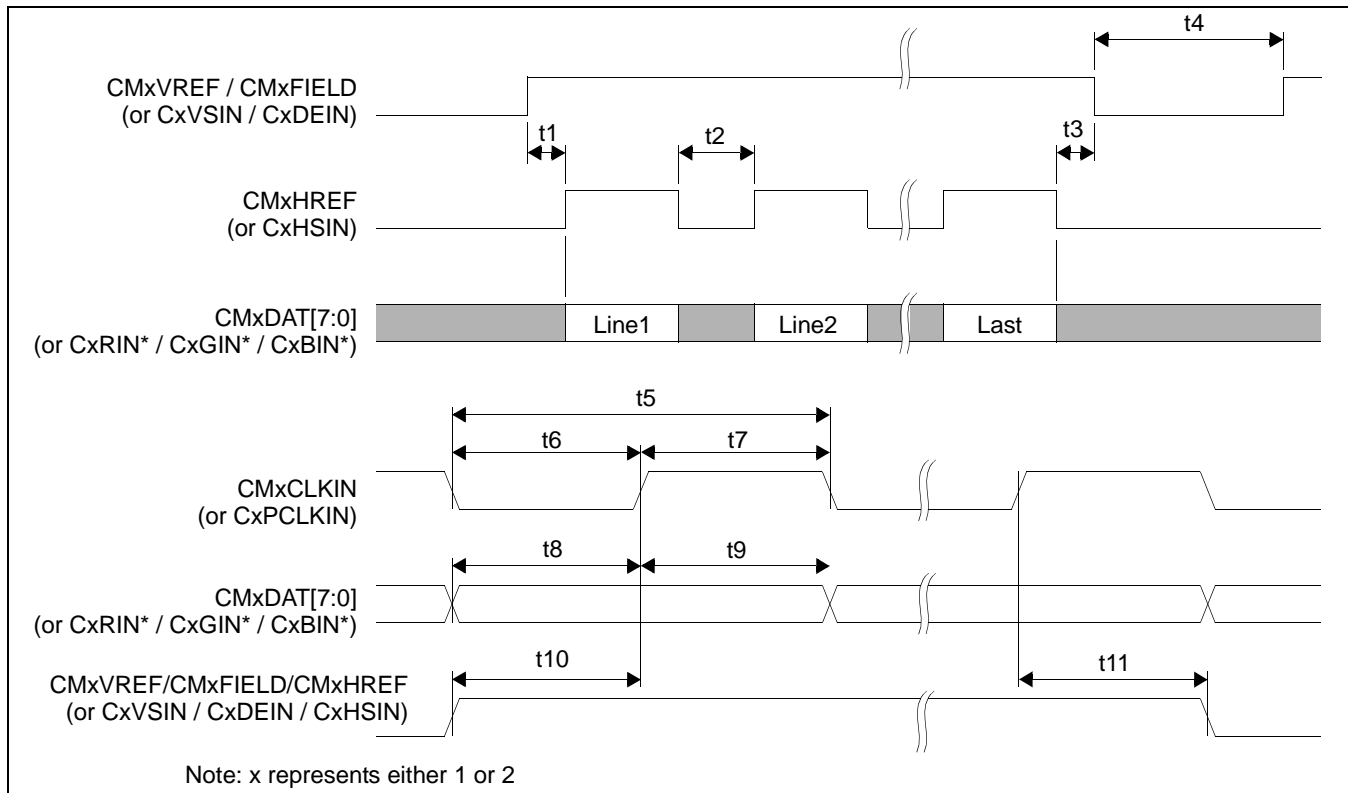 t4
CMxVREF / CMxFIELD
(or CxVSIN / CxDEIN)
t1
t2
t3
CMxHREF
(or CxHSIN)
CMxDAT[7:0]
(or CxRIN* / CxGIN* / CxBIN*)
Line1
Line2
Last
t5
t6
t7
CMxCLKIN
(or CxPCLKIN)
t8
t9
CMxDAT[7:0]
(or CxRIN* / CxGIN* / CxBIN*)
t10
t11
CMxVREF/CMxFIELD/CMxHREF
(or CxVSIN / CxDEIN / CxHSIN)
Note: x represents either 1 or 2